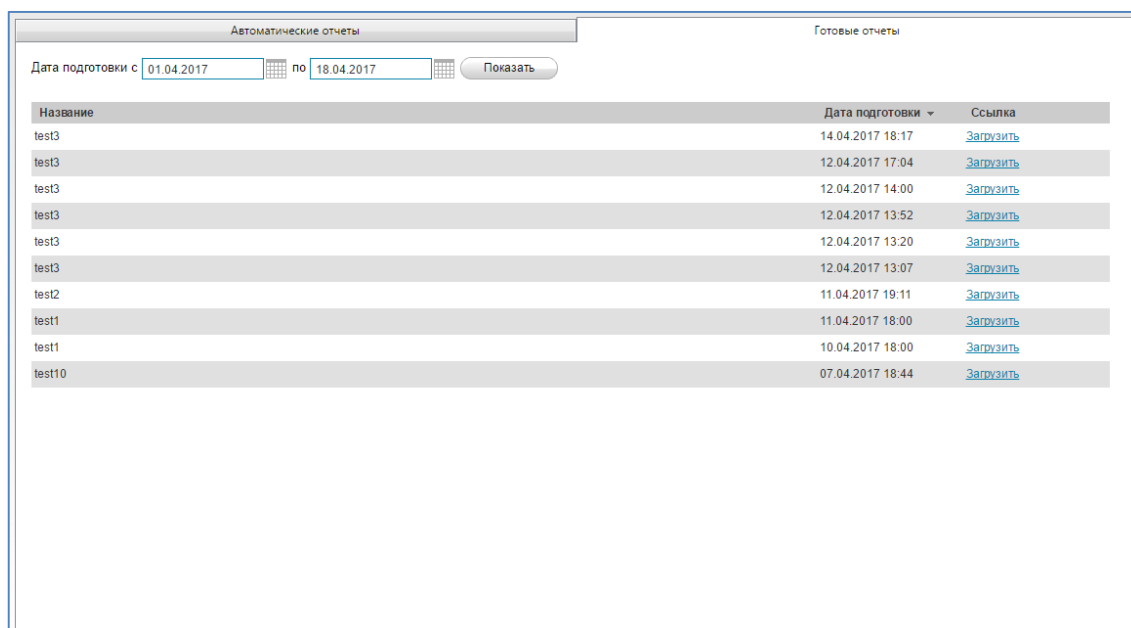 Автоматические отчеты Готовые отчеты
Дата подготовки с 01.04.2017 по 18.04.2017 Показать
Название Дата подготовки Ссылка
test3 14.04.2017 18:17 Загрузить
test3 12.04.2017 17:04 Загрузить
test3 12.04.2017 14:00 Загрузить
test3 12.04.2017 13:52 Загрузить
test3 12.04.2017 13:20 Загрузить
test3 12.04.2017 13:07 Загрузить
test2 11.04.2017 19:11 Загрузить
test1 11.04.2017 18:00 Загрузить
test1 10.04.2017 18:00 Загрузить
test10 07.04.2017 18:44 Загрузить